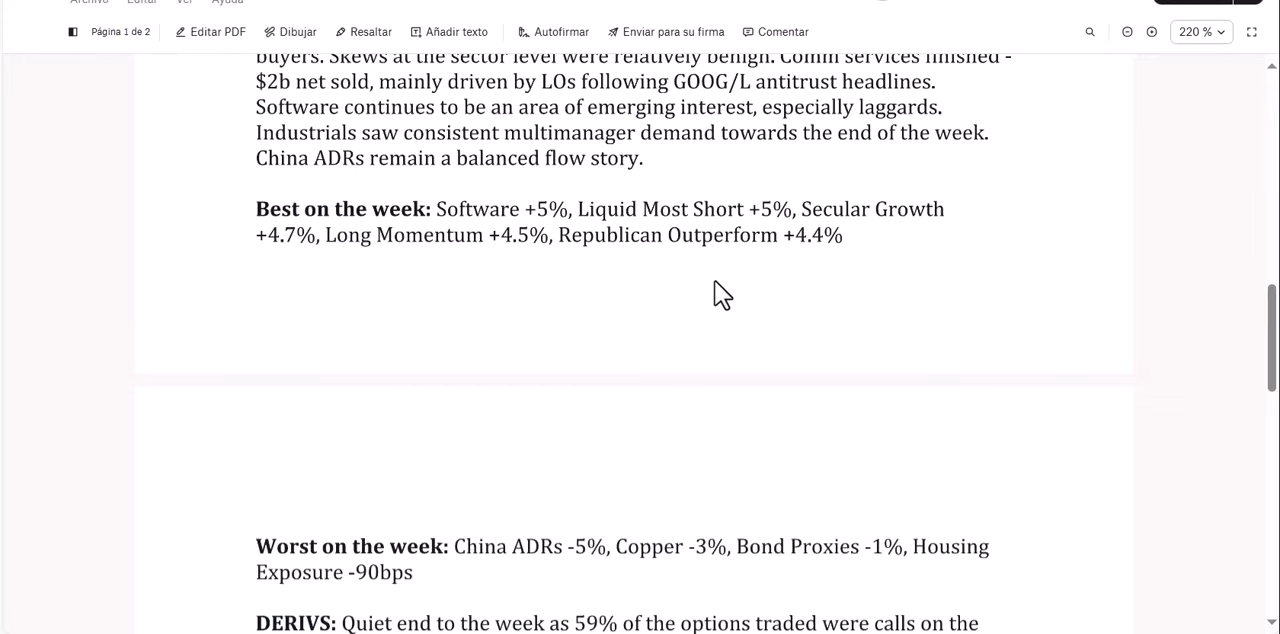 Archivo Editar Ver Ayuda
Página 1 de 2 Editar PDF Dibujar Resaltar Añadir texto Autofirmar Enviar para su firma Comentar 220 %
buyers. Skews at the sector level were relatively benign. Comm services finished -
$2b net sold, mainly driven by LOs following GOOG/L antitrust headlines.
Software continues to be an area of emerging interest, especially laggards.
Industrials saw consistent multimanager demand towards the end of the week.
China ADRs remain a balanced flow story.
Best on the week: Software +5%, Liquid Most Short +5%, Secular Growth
+4.7%, Long Momentum +4.5%, Republican Outperform +4.4%
Worst on the week: China ADRs -5%, Copper -3%, Bond Proxies -1%, Housing
Exposure -90bps
DERIVS: Quiet end to the week as 59% of the options traded were calls on the